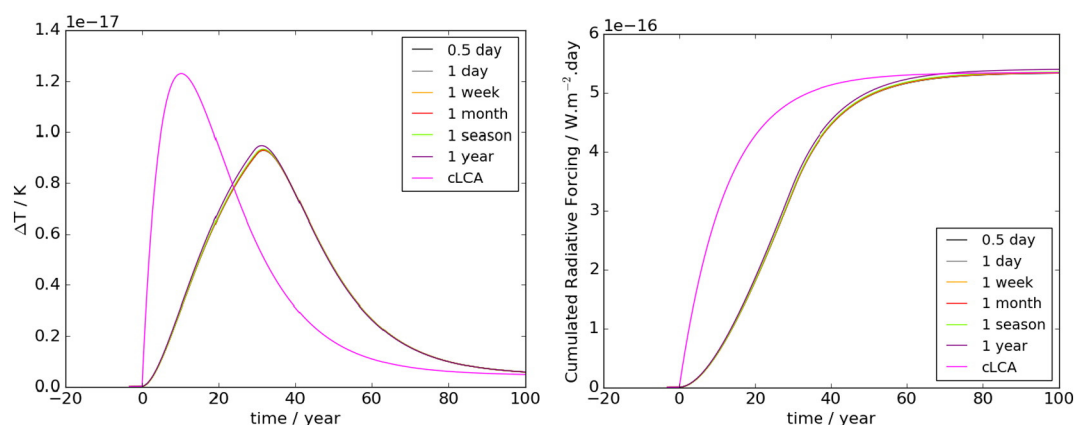 1e−17
1.4
1.2
1.0
0.8
0.6
0.4
0.2
0.0
ΔT / K
−20
0
20
40
60
80
100
time / year
0.5 day
1 day
1 week
1 month
1 season
1 year
cLCA
1e−16
6
5
4
3
2
1
0
Cumulated Radiative Forcing / W.m⁻².day
−20
0
20
40
60
80
100
time / year
0.5 day
1 day
1 week
1 month
1 season
1 year
cLCA